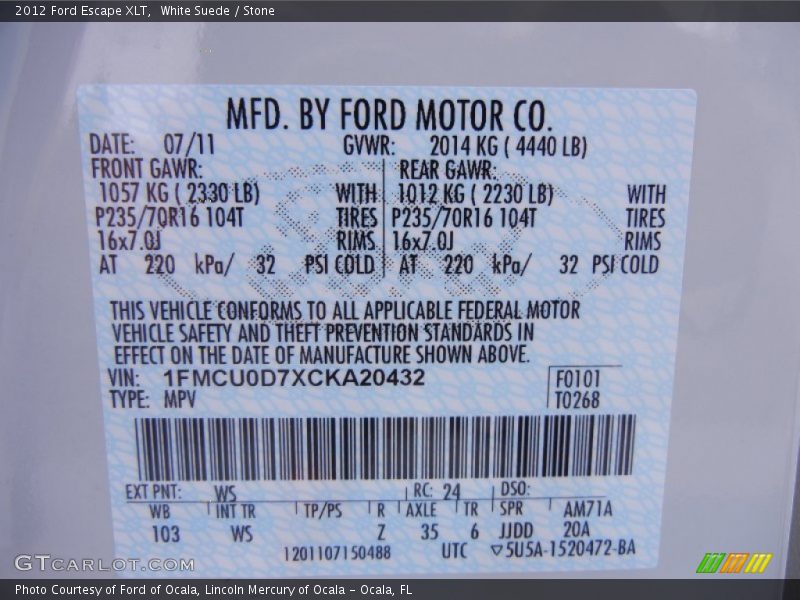 2012 Ford Escape XLT, White Suede / Stone
MFD. BY FORD MOTOR CO.
DATE: 07/11 GVWR: 2014 KG ( 4440 LB)
FRONT GAWR: REAR GAWR:
1057 KG ( 2330 LB) WITH 1012 KG ( 2230 LB) WITH
P235/70R16 104T TIRES P235/70R16 104T TIRES
16x7.0J RIMS 16x7.0J RIMS
AT 220 kPa/ 32 PSI COLD AT 220 kPa/ 32 PSI COLD
THIS VEHICLE CONFORMS TO ALL APPLICABLE FEDERAL MOTOR
VEHICLE SAFETY AND THEFT PREVENTION STANDARDS IN
EFFECT ON THE DATE OF MANUFACTURE SHOWN ABOVE.
VIN: 1FMCU0D7XCKA20432 F0101
TYPE: MPV T0268
EXT PNT: WS RC: 24 DSO:
WB INT TR TP/PS R AXLE TR SPR AM71A
103 WS Z 35 6 JJDD 20A
1201107150488 UTC ▽5U5A-1520472-BA
GTCARLOT.COM
Photo Courtesy of Ford of Ocala, Lincoln Mercury of Ocala – Ocala, FL